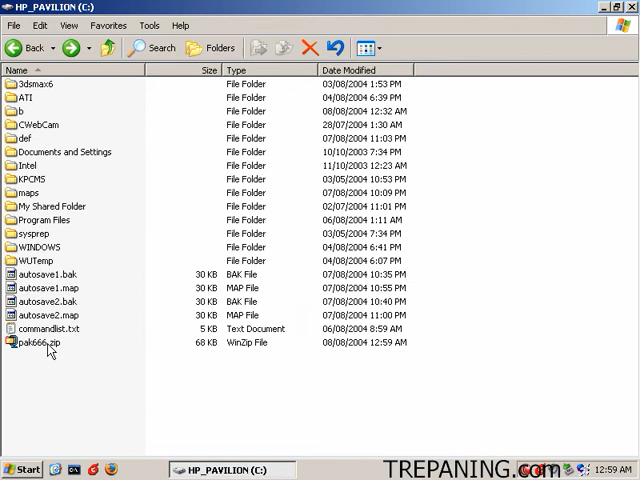 HP_PAVILION (C:)
File Edit View Favorites Tools Help
Back Search Folders
Name Size Type Date Modified
3dsmax6 File Folder 03/08/2004 1:53 PM
ATI File Folder 04/08/2004 6:39 PM
b File Folder 08/08/2004 12:32 AM
CWebCam File Folder 28/07/2004 1:30 AM
def File Folder 07/08/2004 11:03 PM
Documents and Settings File Folder 10/10/2003 7:34 PM
Intel File Folder 11/10/2003 12:23 AM
KPCMS File Folder 03/05/2004 10:53 PM
maps File Folder 07/08/2004 10:09 PM
My Shared Folder File Folder 02/07/2004 11:01 PM
Program Files File Folder 06/08/2004 1:11 AM
sysprep File Folder 03/05/2004 7:34 PM
WINDOWS File Folder 04/08/2004 6:41 PM
WUTemp File Folder 04/08/2004 6:07 PM
autosave1.bak 30 KB BAK File 07/08/2004 10:35 PM
autosave1.map 30 KB MAP File 07/08/2004 10:55 PM
autosave2.bak 30 KB BAK File 07/08/2004 10:40 PM
autosave2.map 30 KB MAP File 07/08/2004 11:00 PM
commandlist.txt 5 KB Text Document 06/08/2004 8:59 AM
pak666.zip 68 KB WinZip File 08/08/2004 12:59 AM
Start HP_PAVILION (C:) TREPANING.com 12:59 AM